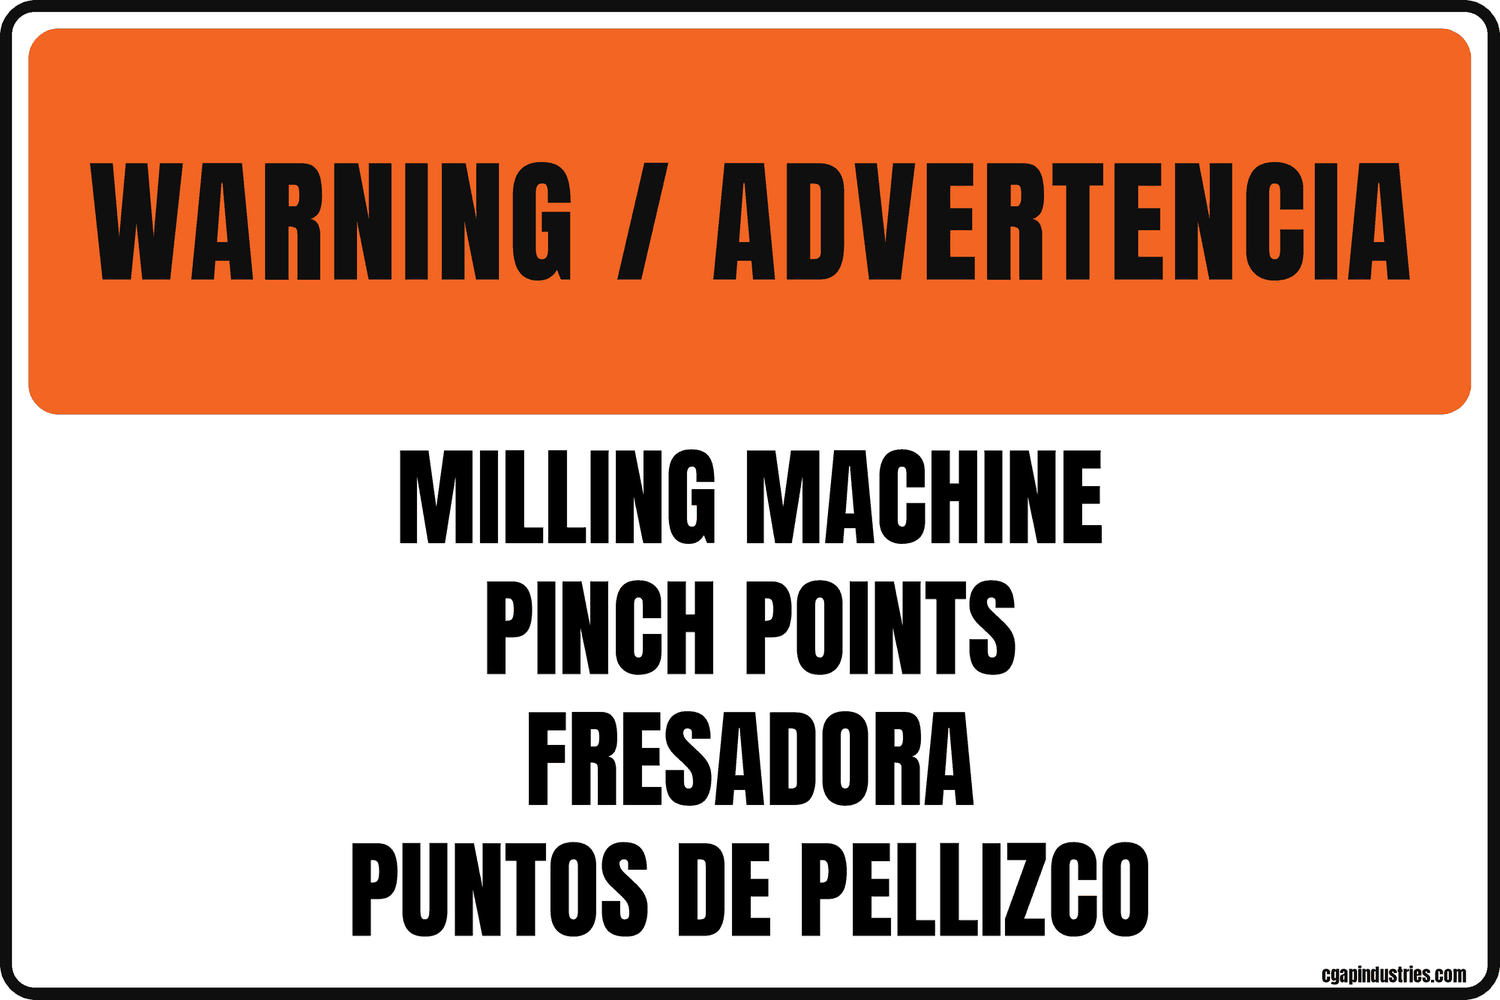 WARNING / ADVERTENCIA
MILLING MACHINE
PINCH POINTS
FRESADORA
PUNTOS DE PELLIZCO
cgapindustries.com